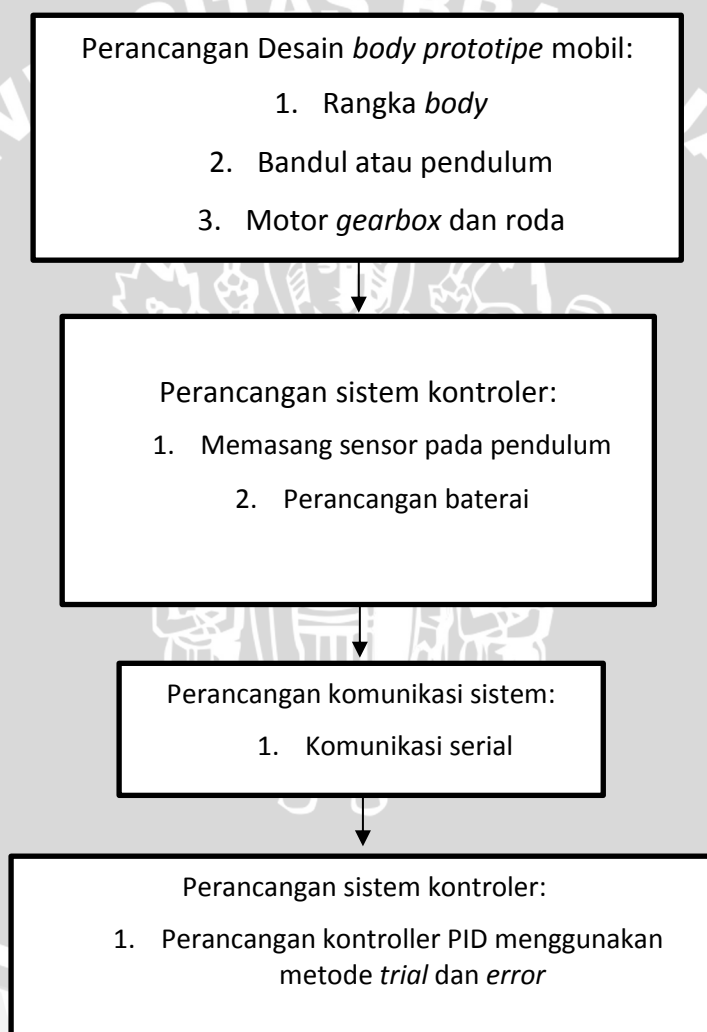 Perancangan Desain body prototipe mobil:
1. Rangka body
2. Bandul atau pendulum
3. Motor gearbox dan roda
Perancangan sistem kontroler:
1. Memasang sensor pada pendulum
2. Perancangan baterai
Perancangan komunikasi sistem:
1. Komunikasi serial
Perancangan sistem kontroler:
1. Perancangan kontroller PID menggunakan
metode trial dan error